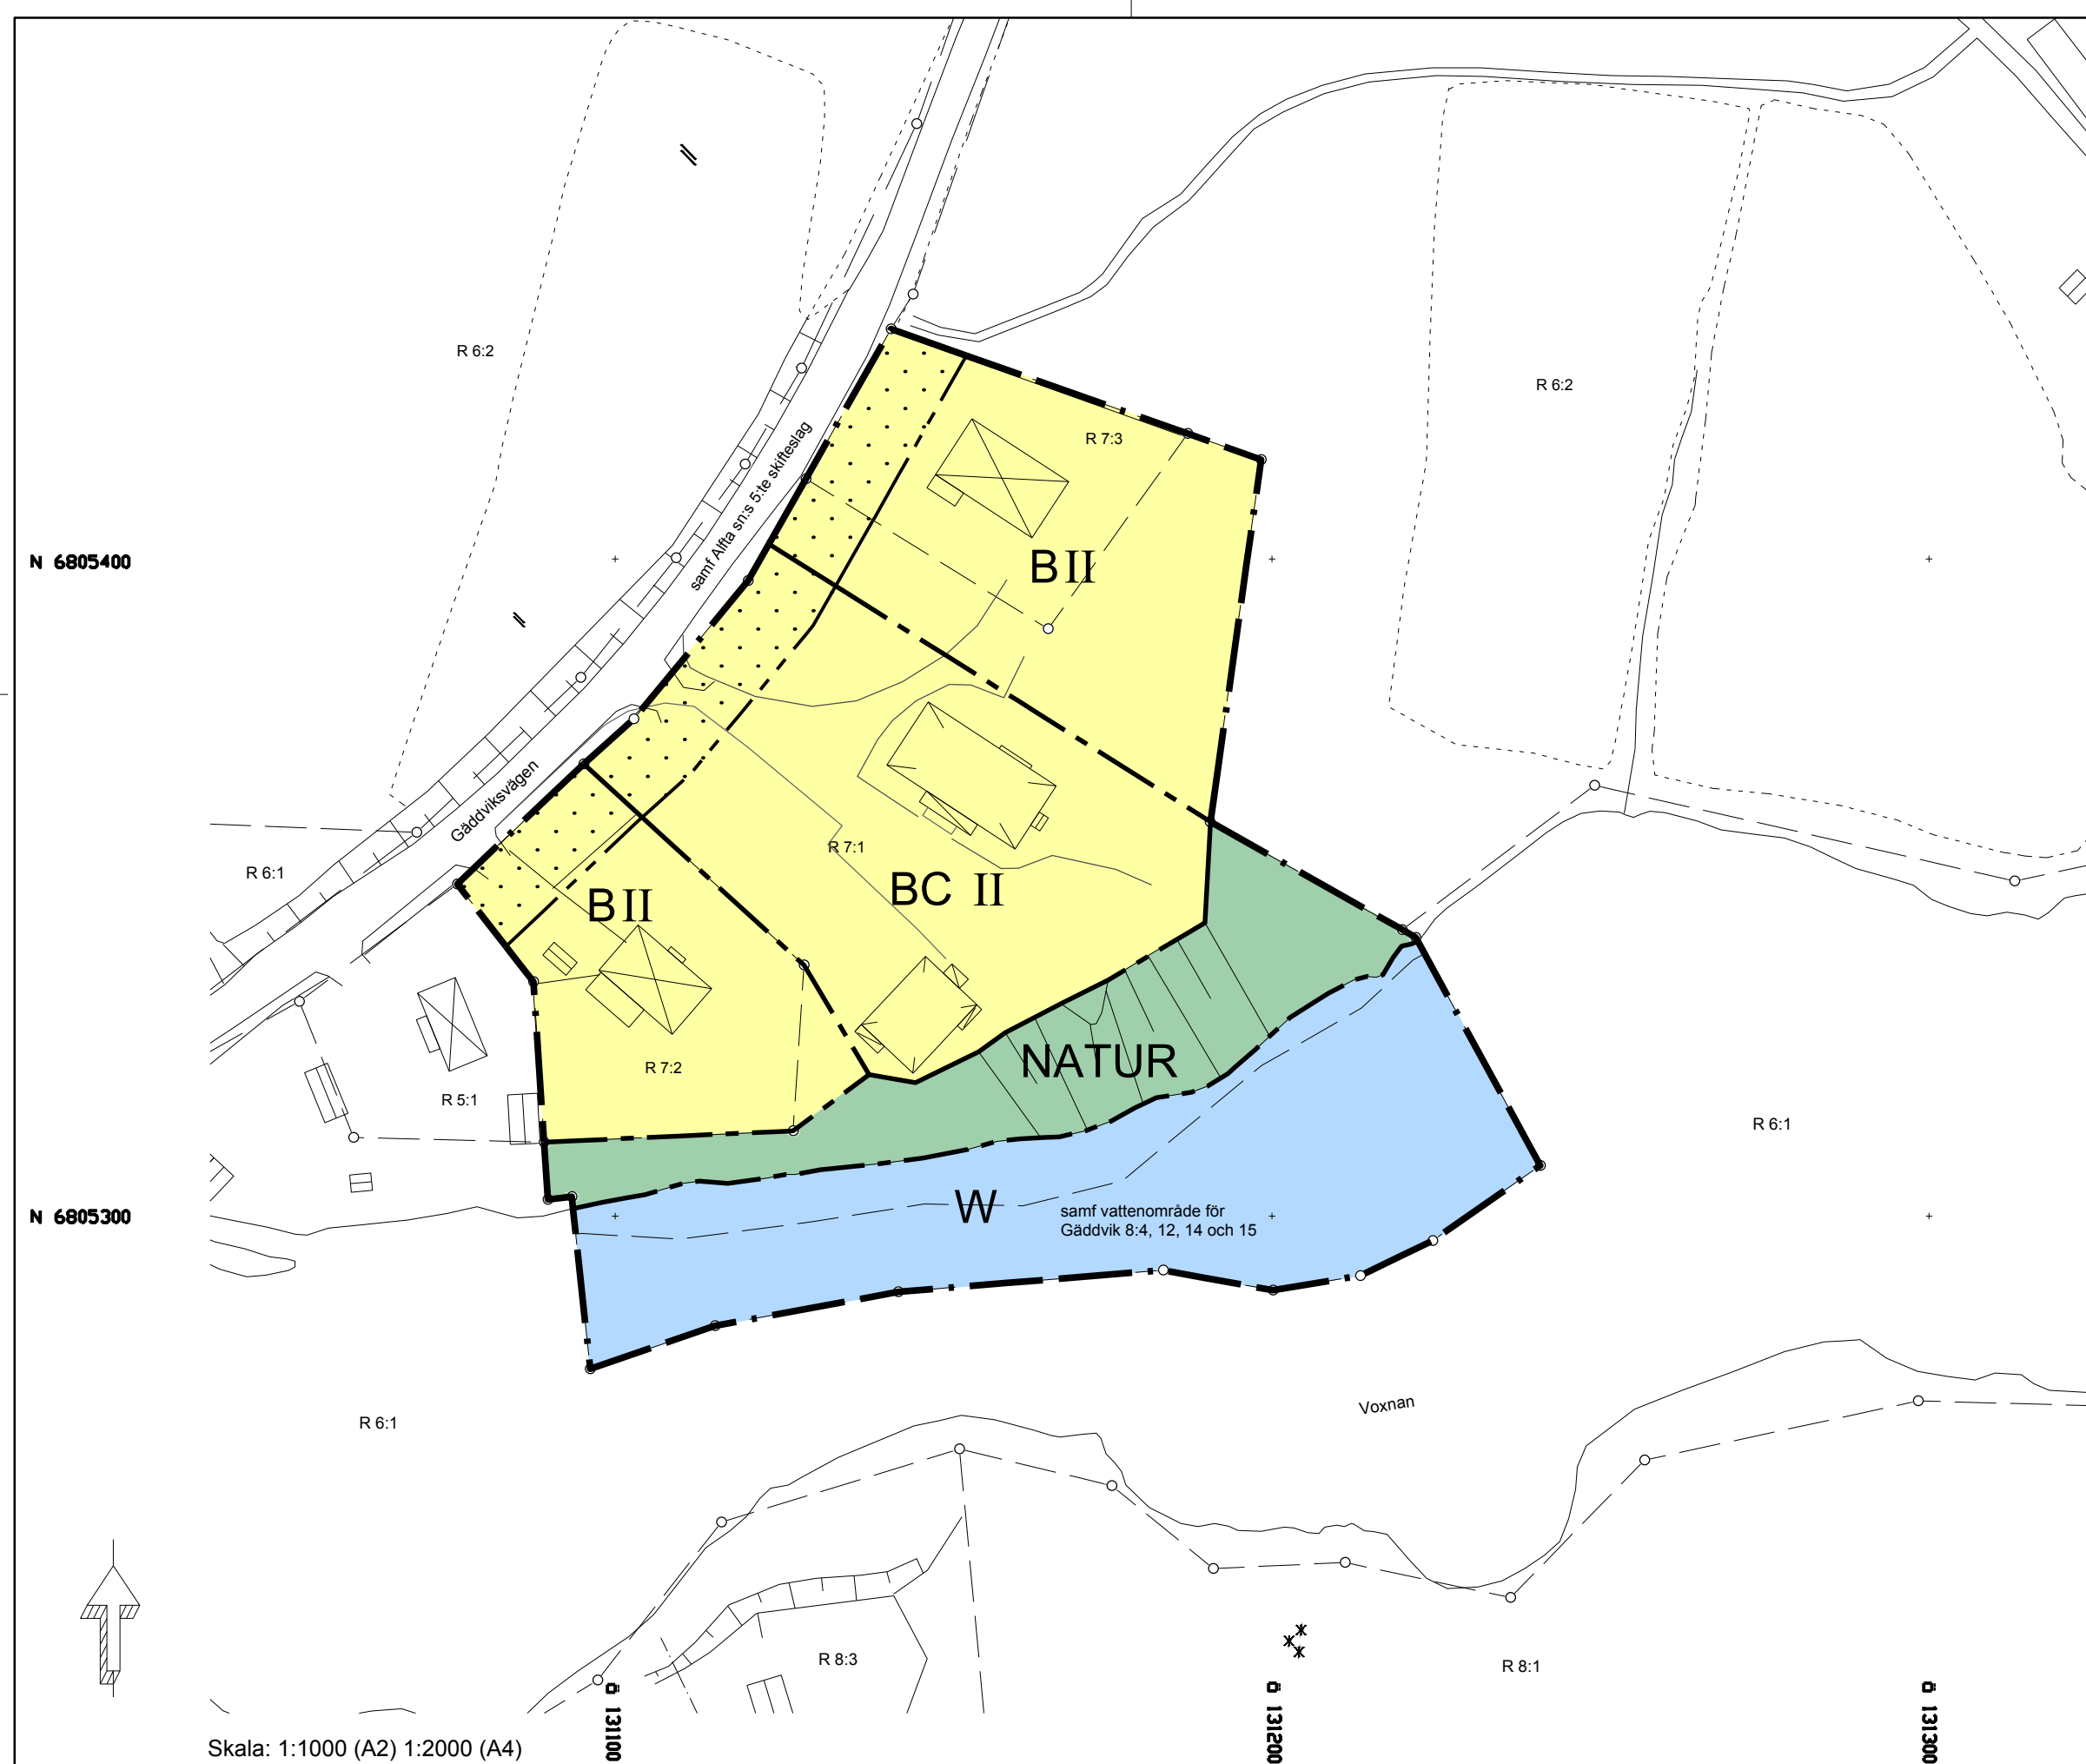 R 6:2
R 6:2
R 7:3
samf Alfta sn:s 5:te skifteslag
N 6805400
BII
Gäddviksvägen
R 7:1
R 6:1
BC II
BII
NATUR
R 7:2
R 5:1
R 6:1
W
samf vattenområde för
Gäddvik 8:4, 12, 14 och 15
N 6805300
Voxnan
R 6:1
R 8:3
R 8:1
Ö 131100
Ö 131200
Ö 131300
Skala: 1:1000 (A2) 1:2000 (A4)